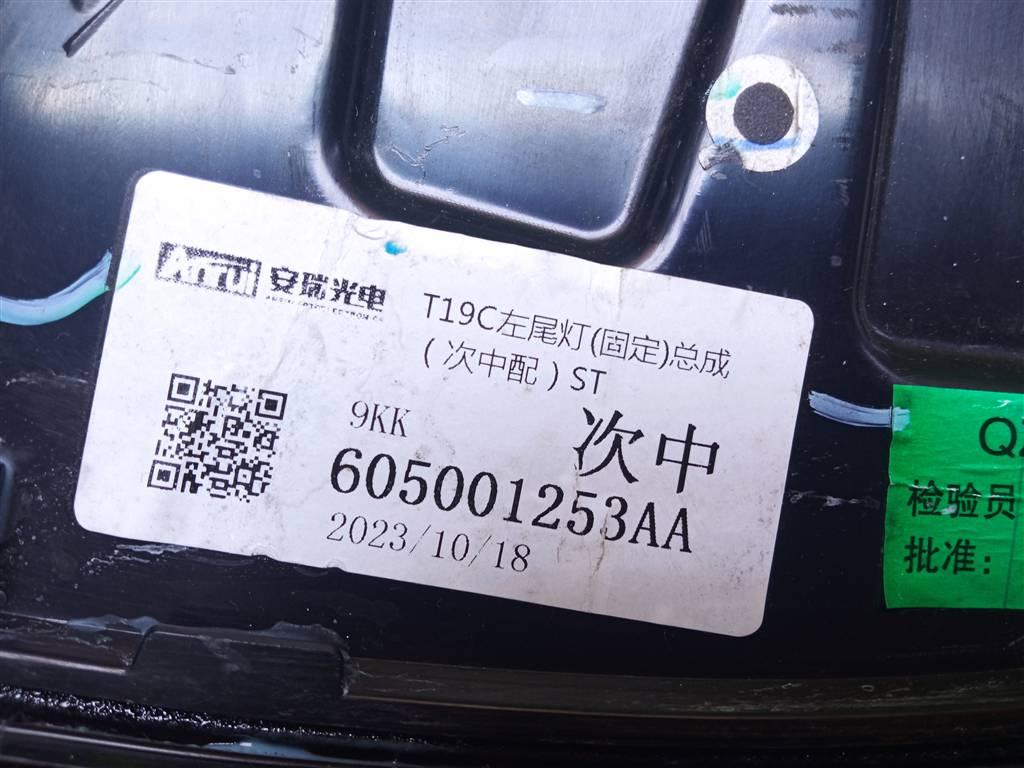 安瑞光电
T19C左尾灯(固定)总成
(次中配)ST
9KK
次中
605001253AA
2023/10/18
检验员
批准: